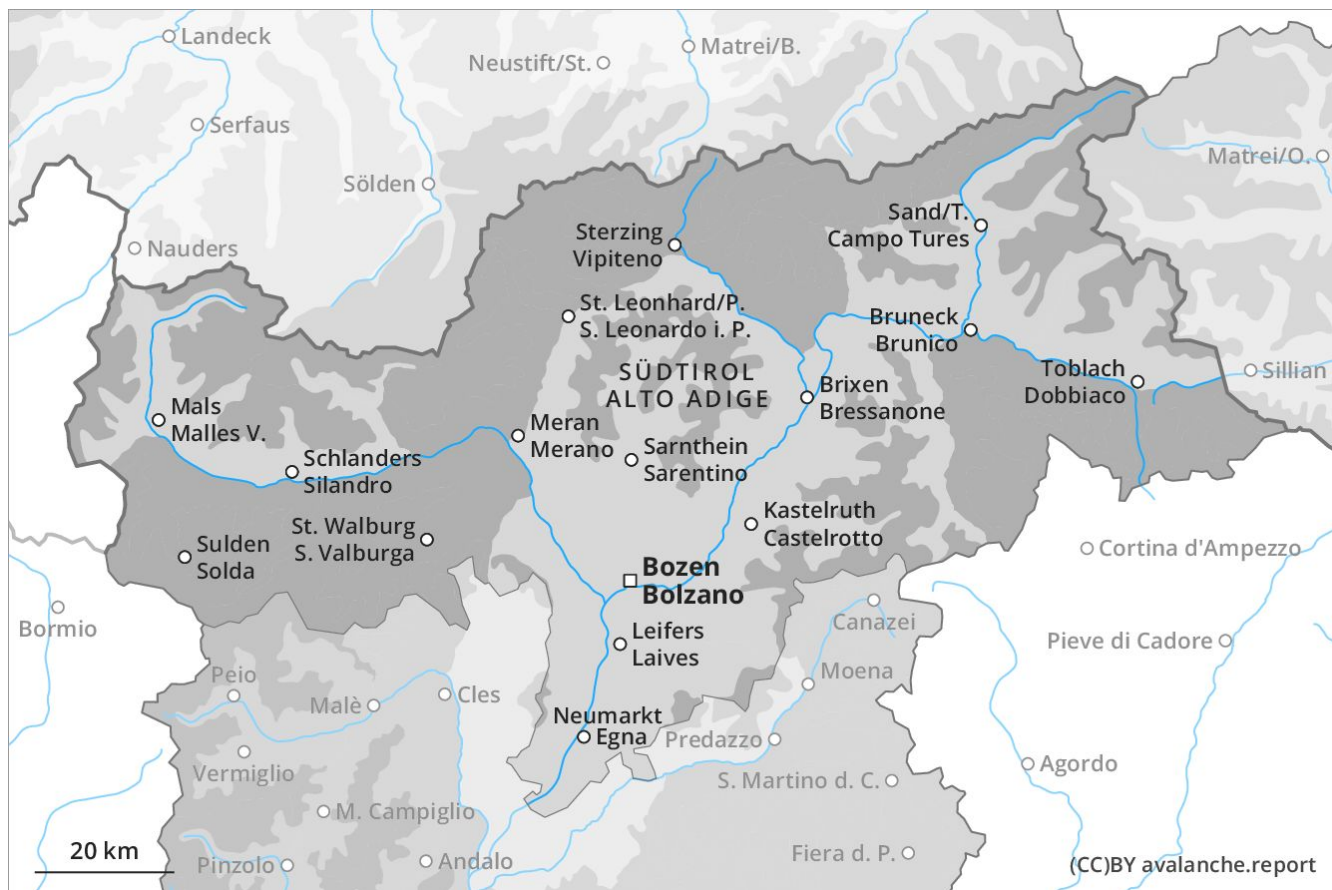 Landeck
Matrei/B.
Neustift/St.
Serfaus
Matrei/O.
Sölden
Sand/T.
Campo Tures
Sterzing
Vipiteno
Nauders
St. Leonhard/P.
S. Leonardo i. P.
Bruneck
Brunico
SÜDTIROL
ALTO ADIGE
Toblach
Dobbiaco
Sillian
Brixen
Bressanone
Mals
Malles V.
Meran
Merano
Sarnthein
Sarentino
Schlanders
Silandro
Kastelruth
Castelrotto
St. Walburg
S. Valburga
Sulden
Solda
Cortina d'Ampezzo
Bozen
Bolzano
Bormio
Canazei
Leifers
Laives
Pieve di Cadore
Peio
Moena
Malè
Cles
Neumarkt
Egna
Predazzo
Vermiglio
Agordo
S. Martino d. C.
M. Campiglio
20 km
Pinzolo
Andalo
Fiera d. P.
(CC)BY avalanche.report